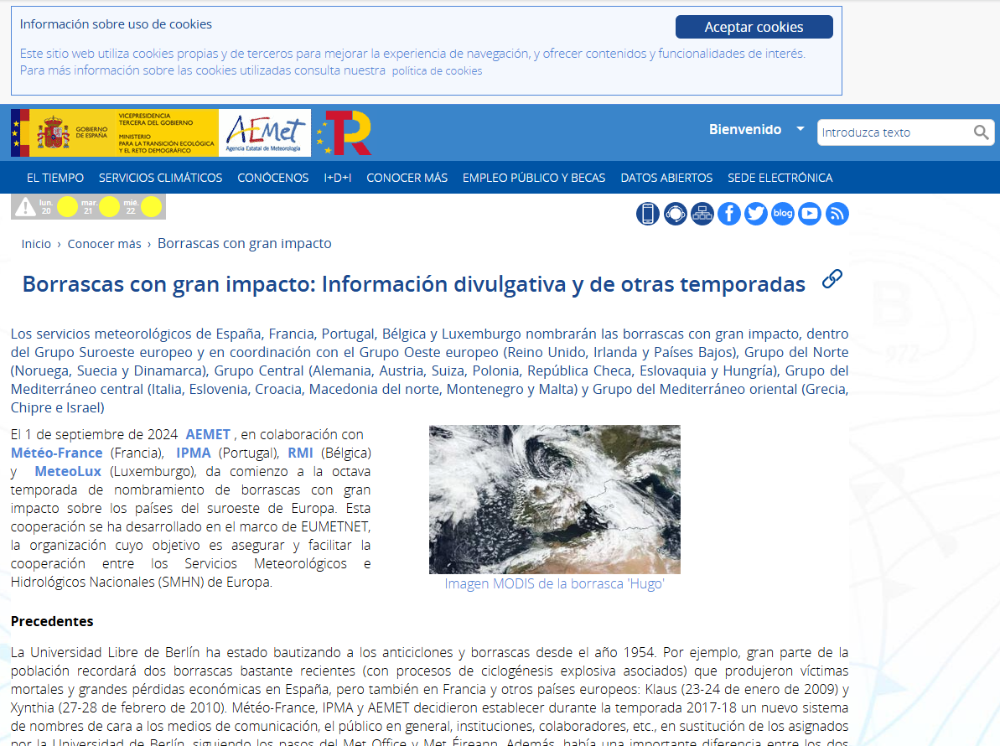 Información sobre uso de cookies
Aceptar cookies
Este sitio web utiliza cookies propias y de terceros para mejorar la experiencia de navegación, y ofrecer contenidos y funcionalidades de interés.
Para más información sobre las cookies utilizadas consulta nuestra política de cookies
GOBIERNO
DE ESPAÑA
VICEPRESIDENCIA
TERCERA DEL GOBIERNO
MINISTERIO
PARA LA TRANSICIÓN ECOLÓGICA
Y EL RETO DEMOGRÁFICO
AEMet
Agencia Estatal de Meteorología
TR
Bienvenido
Introduzca texto
EL TIEMPO SERVICIOS CLIMÁTICOS CONÓCENOS I+D+I CONOCER MÁS EMPLEO PÚBLICO Y BECAS DATOS ABIERTOS SEDE ELECTRÓNICA
lun. 20 mar. 21 mié. 22
blog
Inicio › Conocer más › Borrascas con gran impacto
Borrascas con gran impacto: Información divulgativa y de otras temporadas
B
972
Los servicios meteorológicos de España, Francia, Portugal, Bélgica y Luxemburgo nombrarán las borrascas con gran impacto, dentro
del Grupo Suroeste europeo y en coordinación con el Grupo Oeste europeo (Reino Unido, Irlanda y Países Bajos), Grupo del Norte
(Noruega, Suecia y Dinamarca), Grupo Central (Alemania, Austria, Suiza, Polonia, República Checa, Eslovaquia y Hungría), Grupo del
Mediterráneo central (Italia, Eslovenia, Croacia, Macedonia del norte, Montenegro y Malta) y Grupo del Mediterráneo oriental (Grecia,
Chipre e Israel)
El 1 de septiembre de 2024 AEMET , en colaboración con
Météo-France (Francia), IPMA (Portugal), RMI (Bélgica)
y MeteoLux (Luxemburgo), da comienzo a la octava
temporada de nombramiento de borrascas con gran
impacto sobre los países del suroeste de Europa. Esta
cooperación se ha desarrollado en el marco de EUMETNET,
la organización cuyo objetivo es asegurar y facilitar la
cooperación entre los Servicios Meteorológicos e
Hidrológicos Nacionales (SMHN) de Europa.
Imagen MODIS de la borrasca 'Hugo'
Precedentes
La Universidad Libre de Berlín ha estado bautizando a los anticiclones y borrascas desde el año 1954. Por ejemplo, gran parte de la
población recordará dos borrascas bastante recientes (con procesos de ciclogénesis explosiva asociados) que produjeron víctimas
mortales y grandes pérdidas económicas en España, pero también en Francia y otros países europeos: Klaus (23-24 de enero de 2009) y
Xynthia (27-28 de febrero de 2010). Météo-France, IPMA y AEMET decidieron establecer durante la temporada 2017-18 un nuevo sistema
de nombres de cara a los medios de comunicación, el público en general, instituciones, colaboradores, etc., en sustitución de los asignados
por la Universidad de Berlín, siguiendo los pasos del Met Office y Met Éireann. Además, había una importante diferencia entre los dos